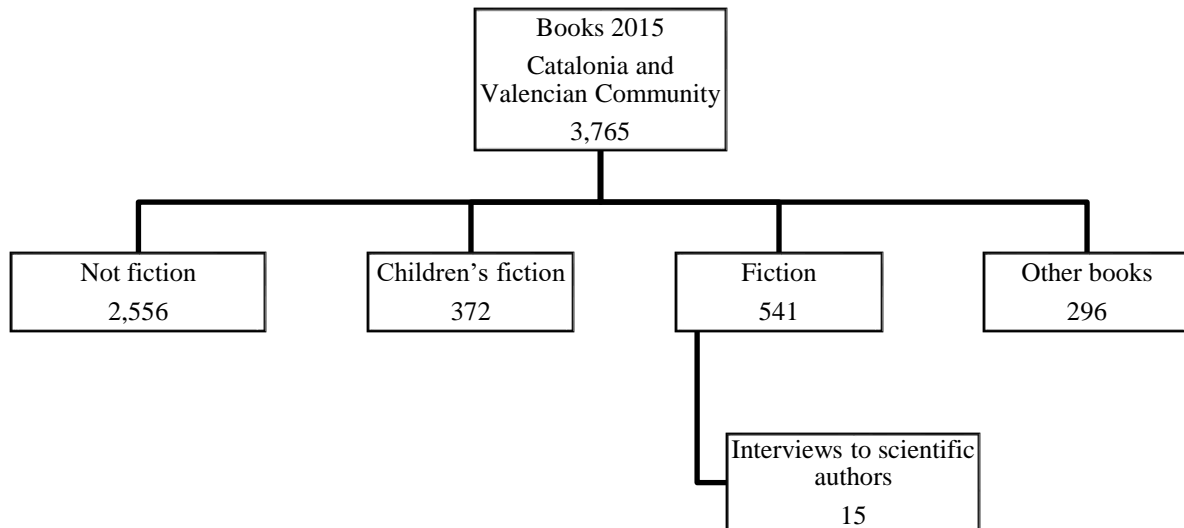 Books 2015
Catalonia and
Valencian Community
3,765
Not fiction
2,556
Children’s fiction
372
Fiction
541
Other books
296
Interviews to scientific
authors
15